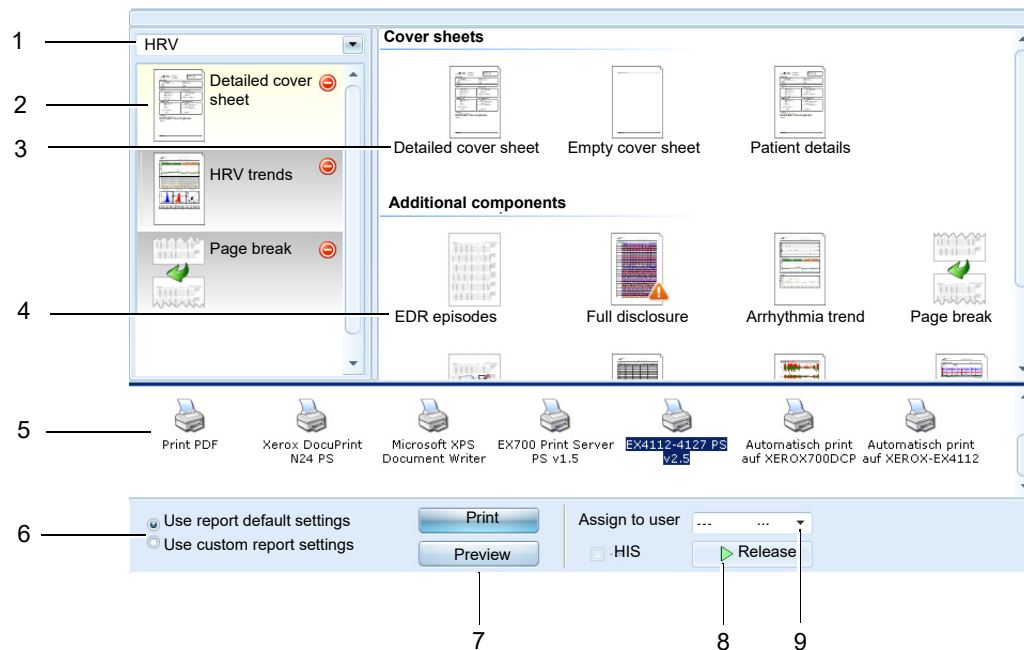 1
HRV
Cover sheets
2
Detailed cover
sheet
3
Detailed cover sheet
Empty cover sheet
Patient details
HRV trends
Additional components
Page break
4
EDR episodes
Full disclosure
Arrhythmia trend
Page break
5
Print PDF
Xerox DocuPrint
N24 PS
Microsoft XPS
Document Writer
EX700 Print Server
PS v1.5
EX4112-4127 PS
v2.5
Automatisch print
auf XEROX700DCP
Automatisch print
auf XEROX-EX4112
6
Use report default settings
Use custom report settings
Print
Preview
Assign to user
--- ...
-HIS
Release
7
8
9